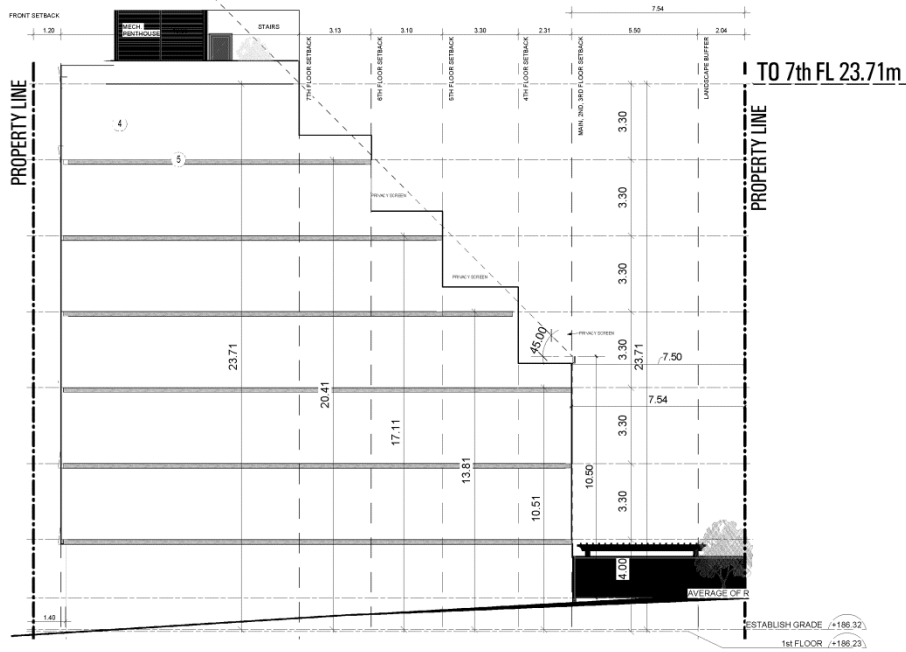 FRONT SETBACK
7.54
1.20
MECH.
PENTHOUSE
STAIRS
3.13
3.10
3.30
2.31
5.50
2.04
7TH FLOOR SETBACK
6TH FLOOR SETBACK
5TH FLOOR SETBACK
4TH FLOOR SETBACK
MAIN, 2ND, 3RD FLOOR SETBACK
LANDSCAPE BUFFER
TO 7th FL 23.71m
PROPERTY LINE
PROPERTY LINE
4
5
3.30
3.30
3.30
3.30
3.30
3.30
PRIVACY SCREEN
PRIVACY SCREEN
PRIVACY SCREEN
45.00
23.71
20.41
17.11
13.81
10.51
10.50
23.71
7.50
7.54
4.00
AVERAGE OF R
1.40
ESTABLISH GRADE +186.32
1st FLOOR +186.23